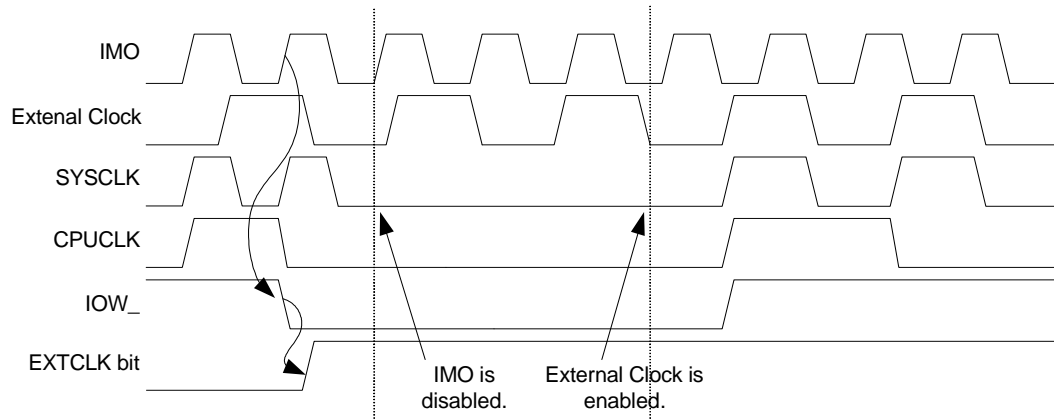 IMO
Extenal Clock
SYSCLK
CPUCLK
IOW_
EXTCLK bit
IMO is
disabled.
External Clock is
enabled.